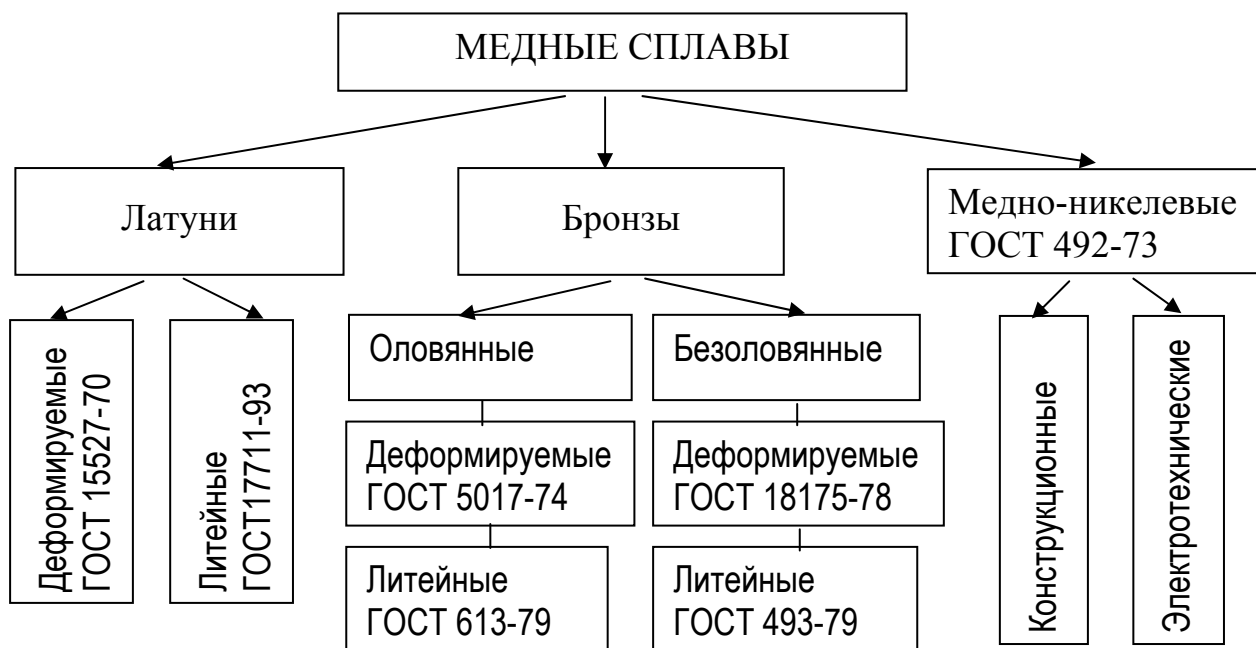 МЕДНЫЕ СПЛАВЫ
Латуни
Бронзы
Медно-никелевые
ГОСТ 492-73
Деформируемые
ГОСТ 15527-70
Литейные
ГОСТ17711-93
Оловянные
Безоловянные
Деформируемые
ГОСТ 5017-74
Деформируемые
ГОСТ 18175-78
Литейные
ГОСТ 613-79
Литейные
ГОСТ 493-79
Конструкционные
Электротехнические